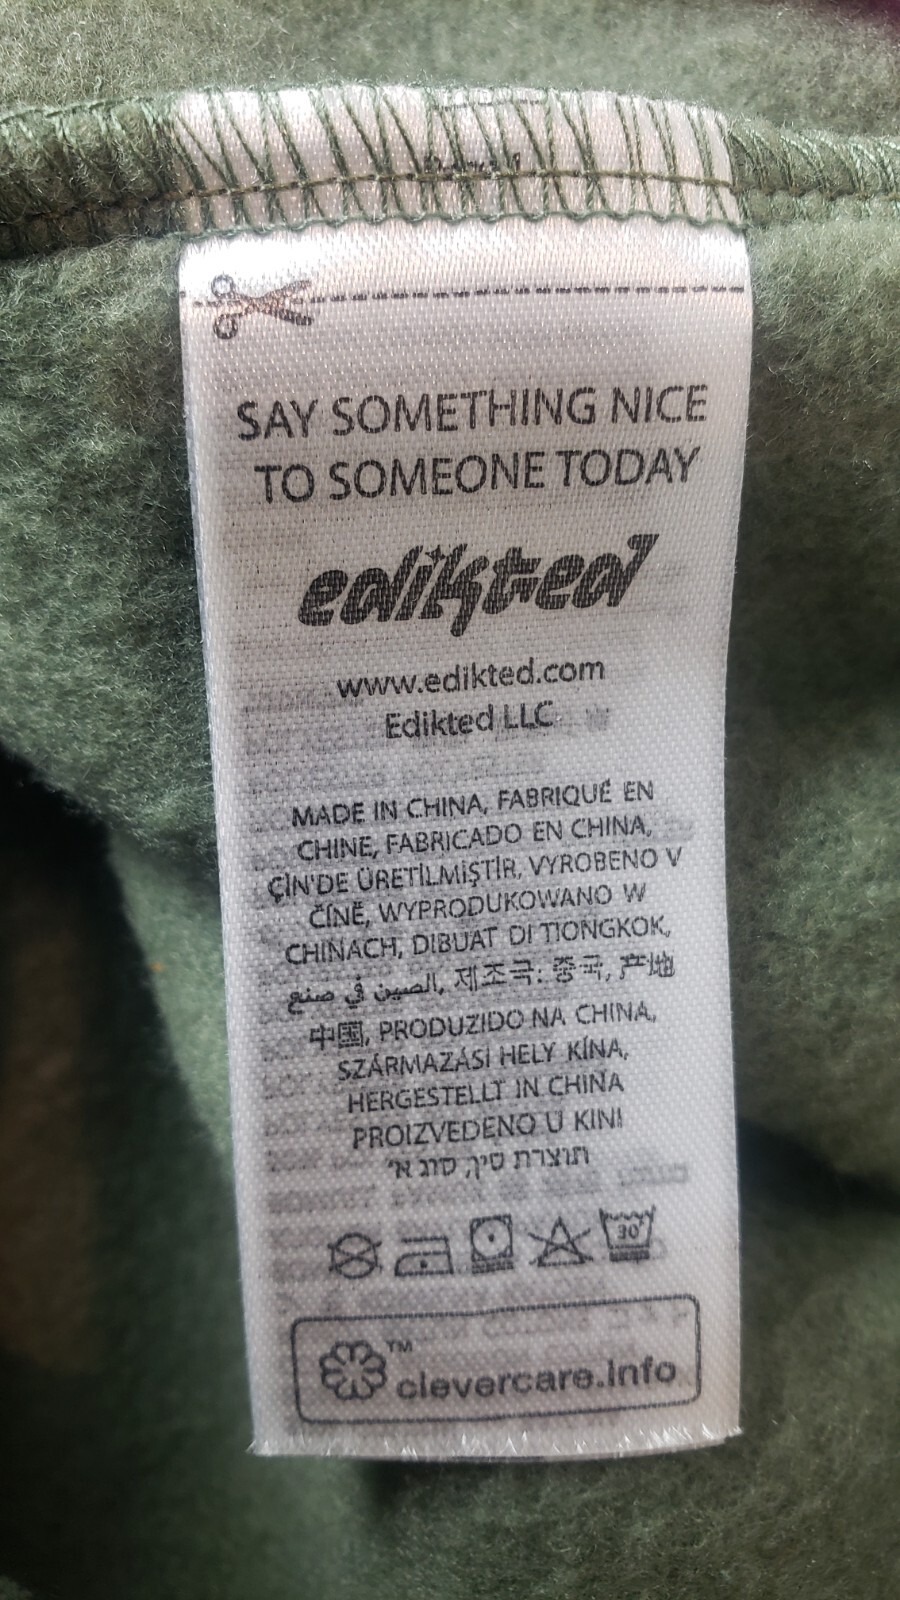 SAY SOMETHING NICE
TO SOMEONE TODAY
edikted
www.edikted.com
Edikted LLC
MADE IN CHINA, FABRIQUÉ EN
CHINE, FABRICADO EN CHINA,
ÇİN'DE ÜRETİLMİŞTİR, VYROBENO V
ČÍNĚ, WYPRODUKOWANO W
CHINACH, DIBUAT DI TIONGKOK,
الصين في صنع, 제조국: 중국, 产地
中国, PRODUZIDO NA CHINA,
SZÁRMAZÁSI HELY KÍNA,
HERGESTELLT IN CHINA
PROIZVEDENO U KINI
תוצרת סין, סוג א'
30°
™
clevercare.info